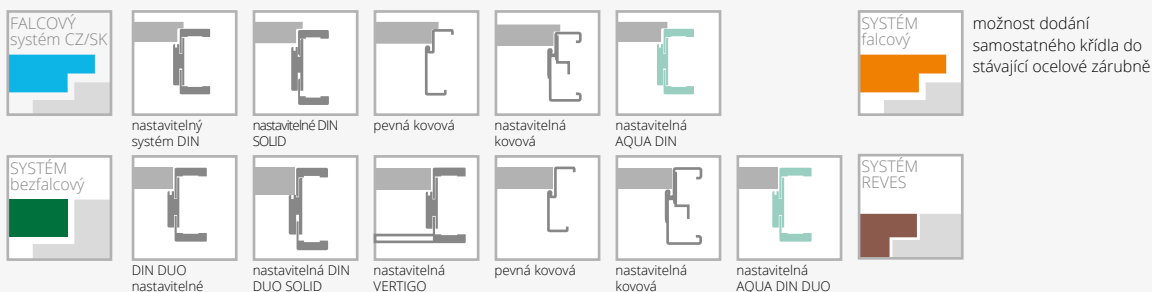 FALCOVÝ
systém CZ/SK
nastavitelný
systém DIN
nastavitelné DIN
SOLID
pevná kovová
nastavitelná
kovová
nastavitelná
AQUA DIN
SYSTÉM
falcový
možnost dodání
samostatného křídla do
stávající ocelové zárubně
SYSTÉM
bezfalcový
DIN DUO
nastavitelné
nastavitelná DIN
DUO SOLID
nastavitelná
VERTIGO
pevná kovová
nastavitelná
kovová
nastavitelná
AQUA DIN DUO
SYSTÉM
REVES